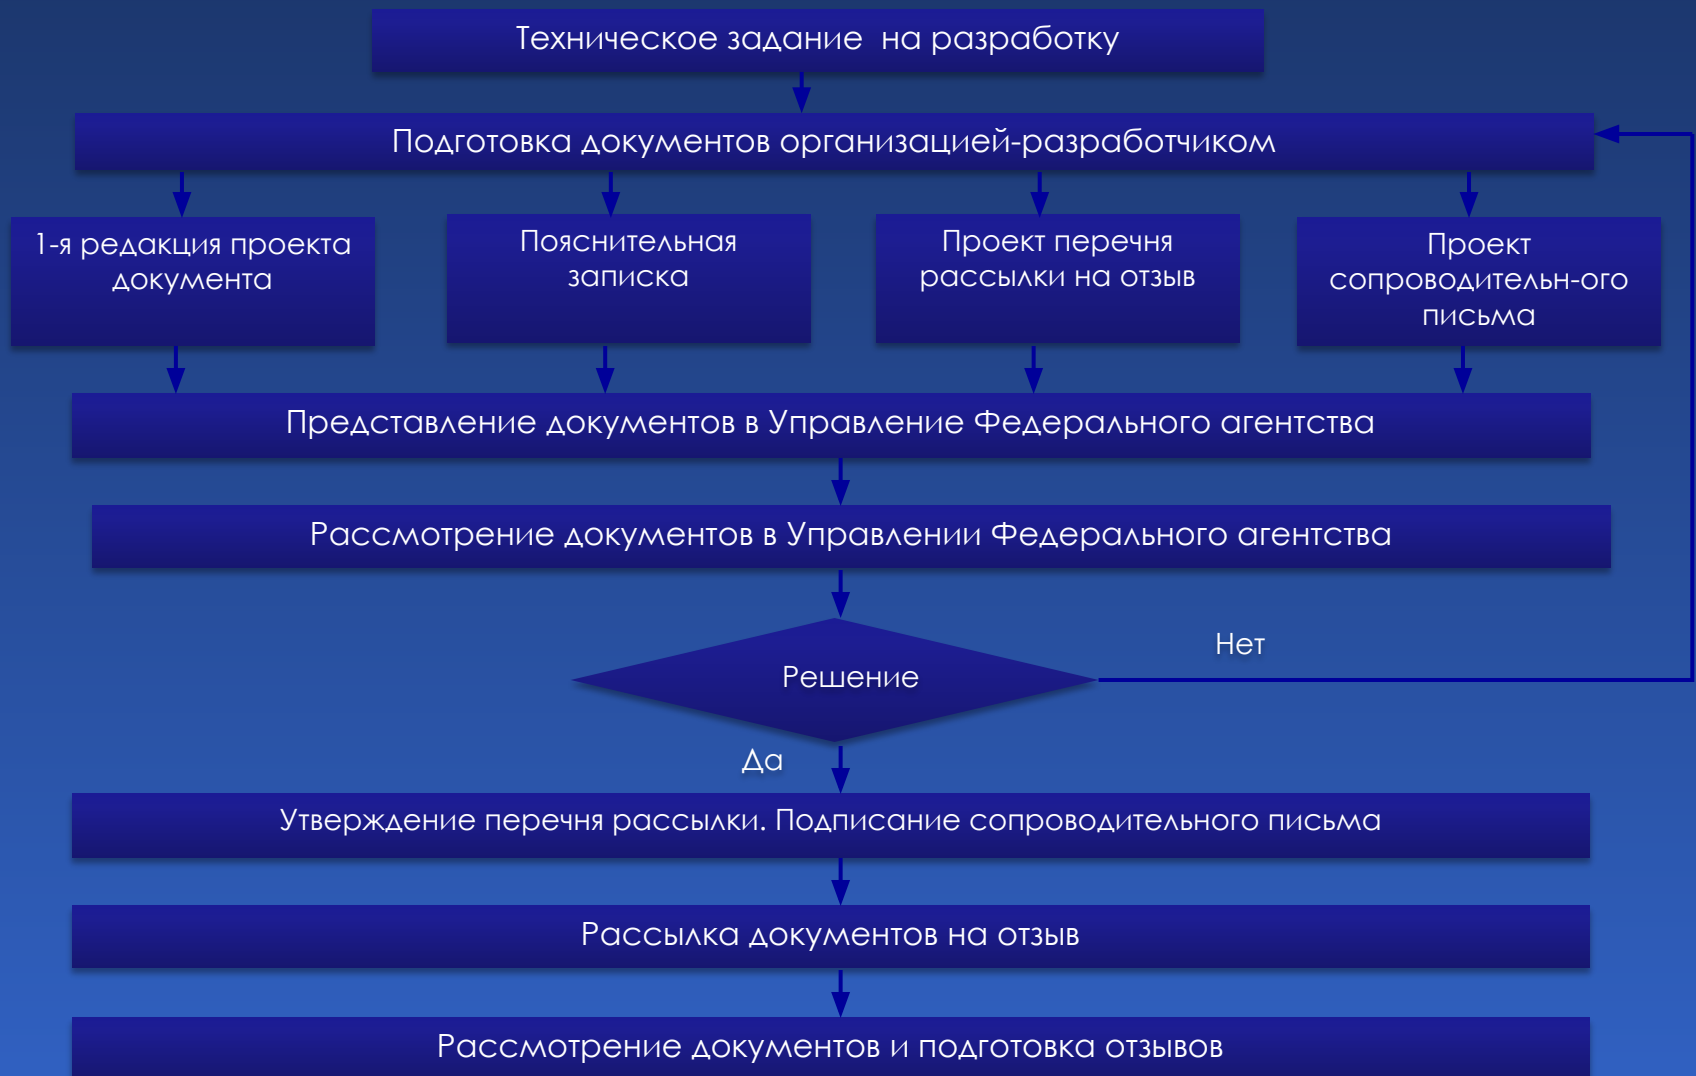 Техническое задание на разработку
Подготовка документов организацией-разработчиком
1-я редакция проекта
документа
Пояснительная
записка
Проект перечня
рассылки на отзыв
Проект
сопроводительн-ого
письма
Представление документов в Управление Федерального агентства
Рассмотрение документов в Управлении Федерального агентства
Решение
Нет
Да
Утверждение перечня рассылки. Подписание сопроводительного письма
Рассылка документов на отзыв
Рассмотрение документов и подготовка отзывов